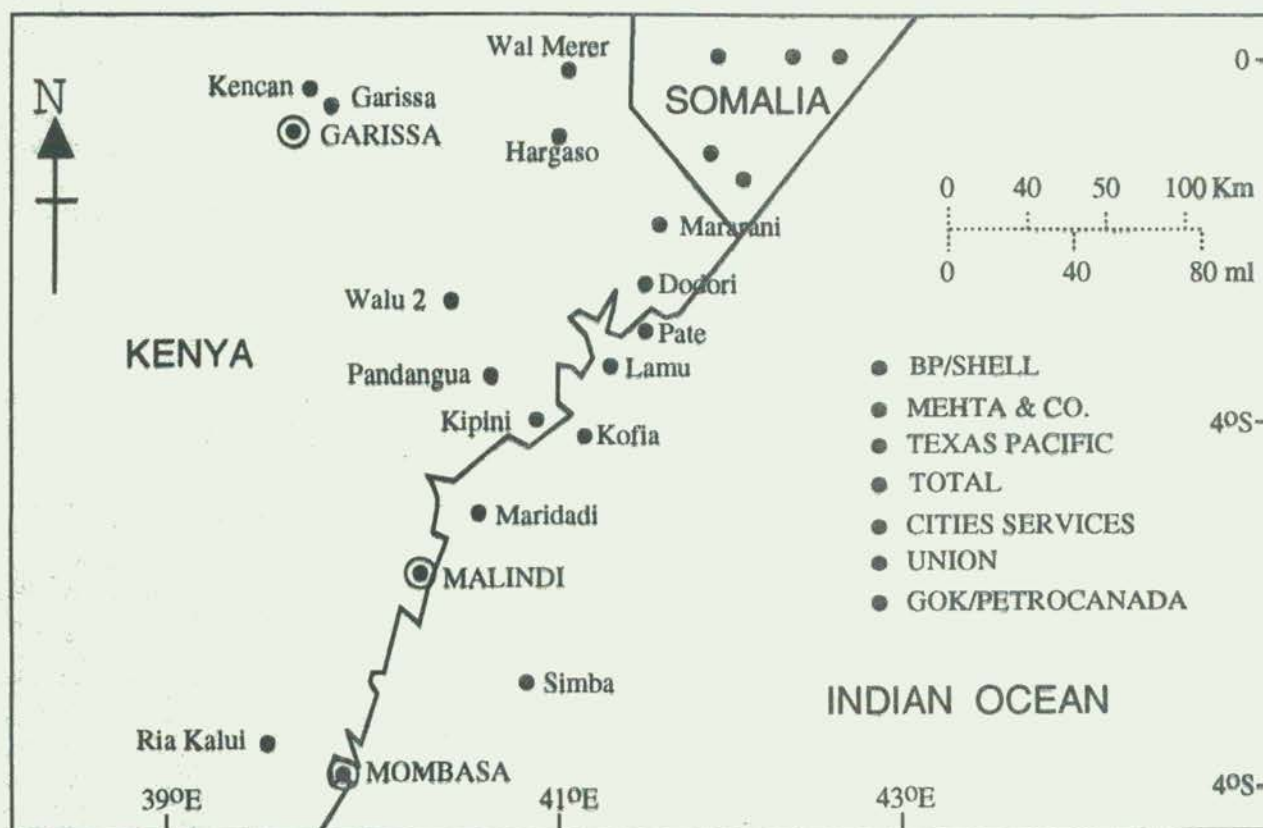 Wal Merer
0
Kencan
Garissa
SOMALIA
N
GARISSA
Hargaso
0 40 50 100 Km
Mararani
0 40 80 ml
Dodori
Walu 2
Pate
KENYA
Lamu
BP/SHELL
Pandangua
MEHTA & CO.
Kipini
Kofia
4OS
TEXAS PACIFIC
TOTAL
Maridadi
CITIES SERVICES
UNION
MALINDI
GOK/PETROCANADA
Simba
INDIAN OCEAN
Ria Kalui
MOMBASA
39OE 41OE 43OE
4OS